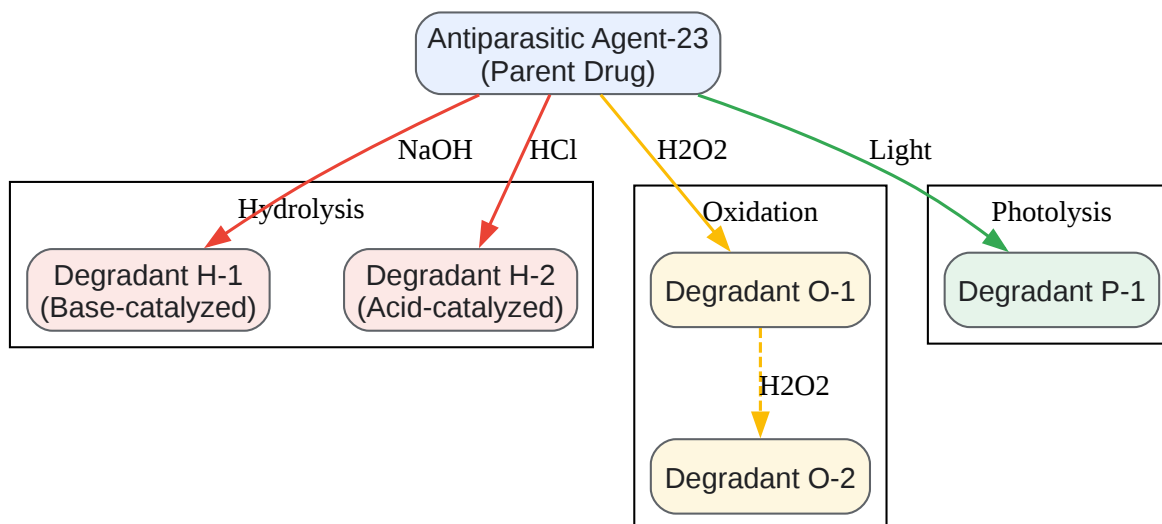 Antiparasitic Agent-23
(Parent Drug)
NaOH
HCl
H2O2
Light
Hydrolysis
Oxidation
Photolysis
Degradant H-1
(Base-catalyzed)
Degradant H-2
(Acid-catalyzed)
Degradant O-1
Degradant P-1
H2O2
Degradant O-2